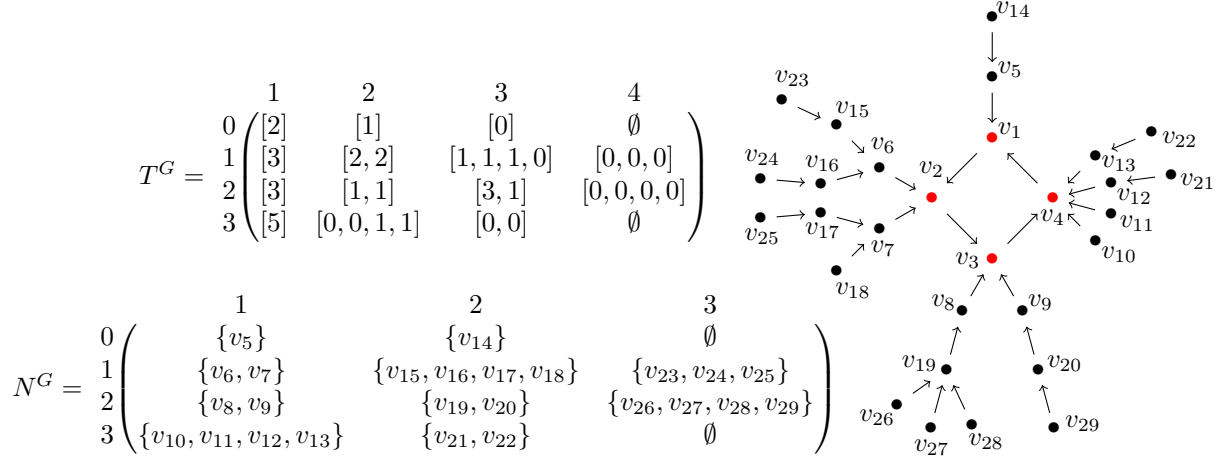 1 2 3 4
0 [2] [1] [0] ∅
1 [3] [2, 2] [1, 1, 1, 0] [0, 0, 0]
T^G = 2 [3] [1, 1] [3, 1] [0, 0, 0, 0]
3 [5] [0, 0, 1, 1] [0, 0] ∅
1 2 3
0 {v_5} {v_14} ∅
1 {v_6, v_7} {v_15, v_16, v_17, v_18} {v_23, v_24, v_25}
N^G = 2 {v_8, v_9} {v_19, v_20} {v_26, v_27, v_28, v_29}
3 {v_10, v_11, v_12, v_13} {v_21, v_22} ∅
v_14
v_5
v_23
v_15
v_1
v_22
v_6
v_13
v_24
v_16
v_2
v_12
v_21
v_4
v_11
v_25
v_17
v_7
v_10
v_3
v_18
v_8
v_9
v_19
v_20
v_26
v_27
v_28
v_29